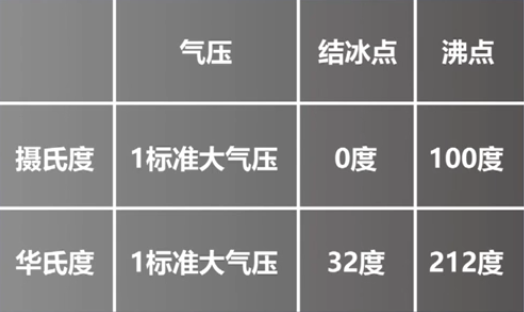 气压 结冰点 沸点
摄氏度 1标准大气压 0度 100度
华氏度 1标准大气压 32度 212度